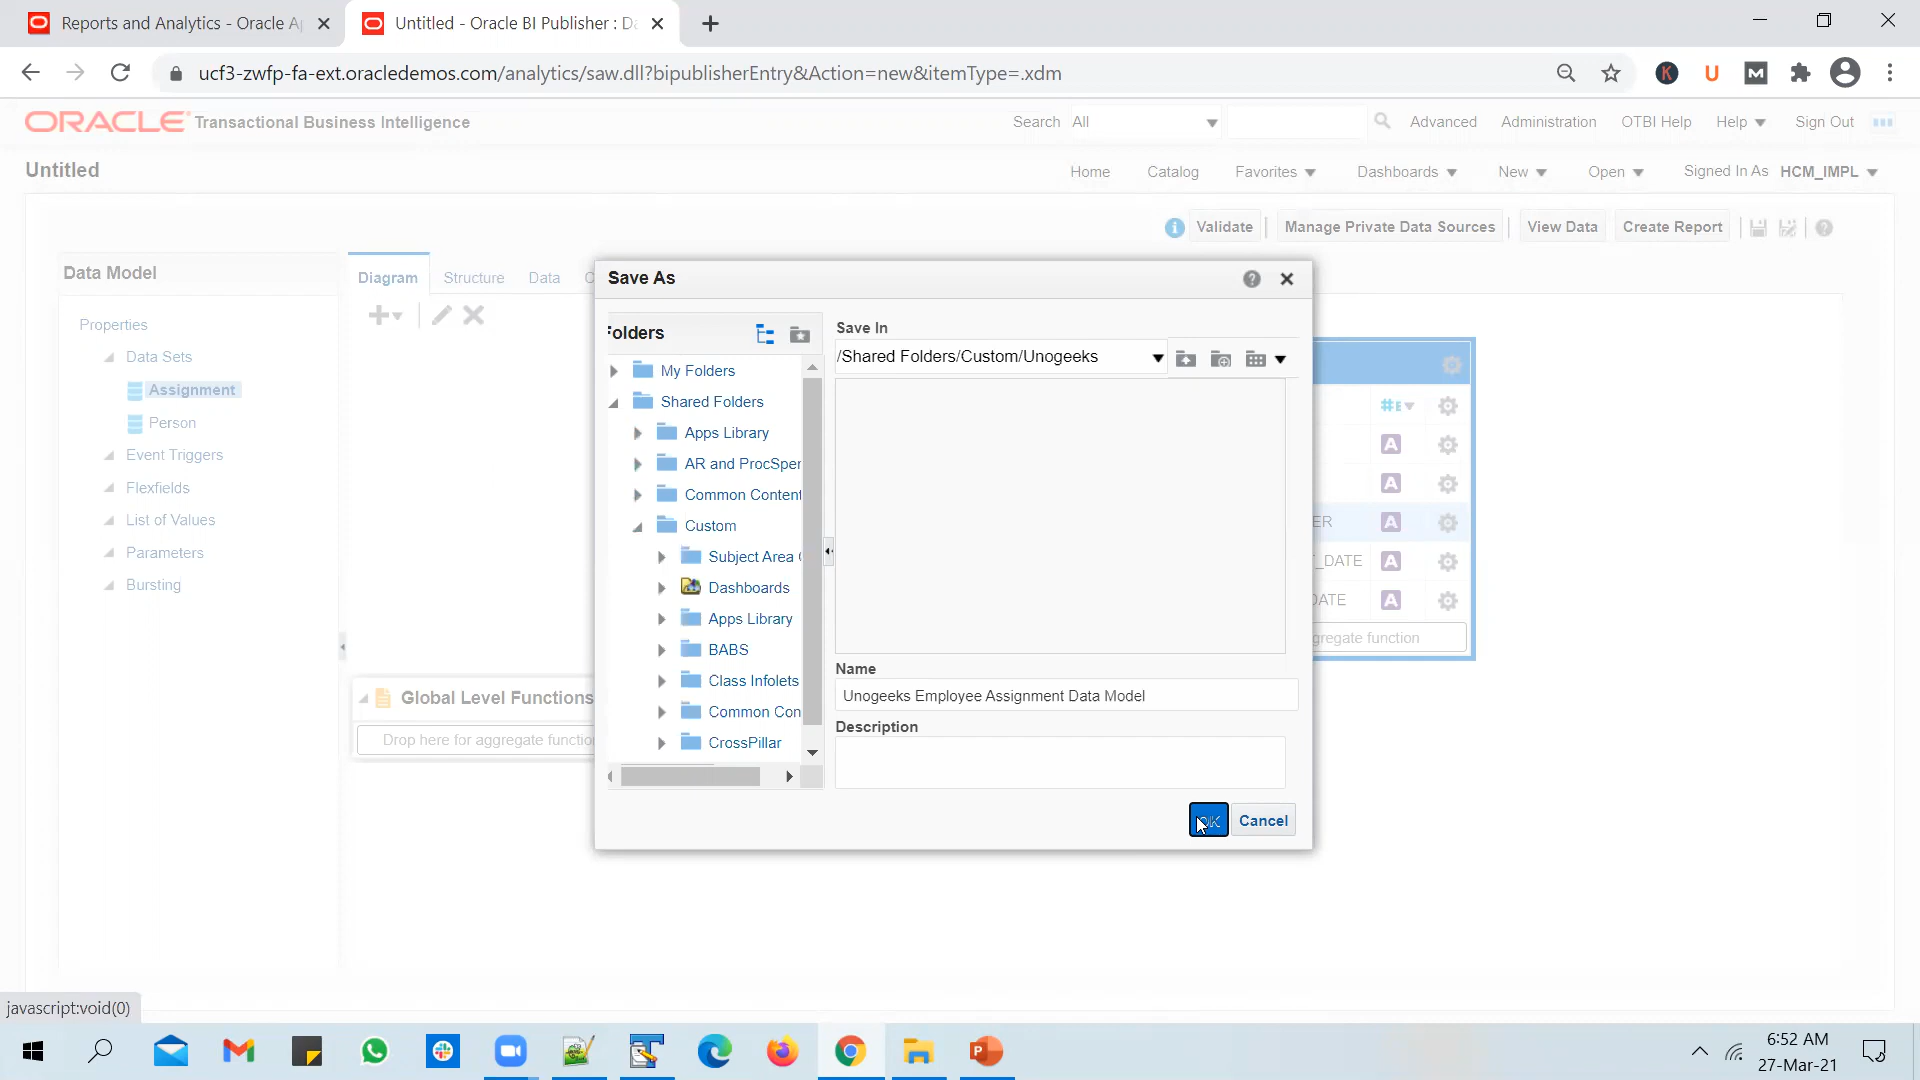 Reports and Analytics - Oracle A
Untitled - Oracle BI Publisher : Da
ucf3-zwfp-fa-ext.oracledemos.com/analytics/saw.dll?bipublisherEntry&Action=new&itemType=.xdm
K
U
M
ORACLE Transactional Business Intelligence
Search All
Advanced Administration OTBI Help Help Sign Out
Untitled
Home Catalog Favorites Dashboards New Open Signed In As HCM_IMPL
Validate Manage Private Data Sources View Data Create Report
Data Model
Diagram Structure Data
Properties
Data Sets
Assignment
Person
Event Triggers
Flexfields
List of Values
Parameters
Bursting
Global Level Functions
Drop here for aggregate functio
Save As
Folders
My Folders
Shared Folders
Apps Library
AR and ProcSper
Common Content
Custom
Subject Area
Dashboards
Apps Library
BABS
Class Infolets
Common Con
CrossPillar
Save In
/Shared Folders/Custom/Unogeeks
Name
Unogeeks Employee Assignment Data Model
Description
OK Cancel
A
A
ER A
_DATE A
DATE A
gregate function
javascript:void(0)
6:52 AM
27-Mar-21